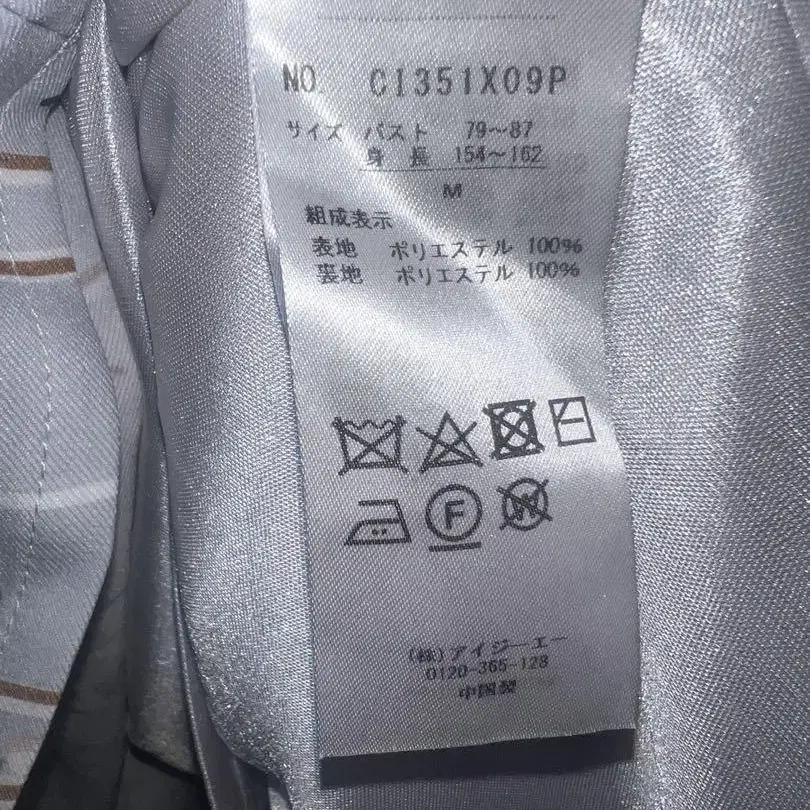 NO. C1351X09P
サイズ バスト 79～87
身長 154～162
M
組成表示
表地 ポリエステル 100%
裏地 ポリエステル 100%
F
W
(株)アイジーエー
0120-365-128
中国製